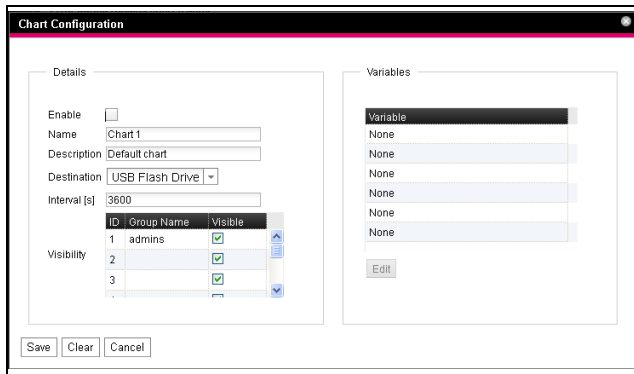 Chart Configuration
Details
Enable
Name Chart 1
Description Default chart
Destination USB Flash Drive
Interval [s] 3600
Visibility
ID Group Name Visible
1 admins
2
3
Variables
Variable
None
None
None
None
None
None
Edit
Save Clear Cancel